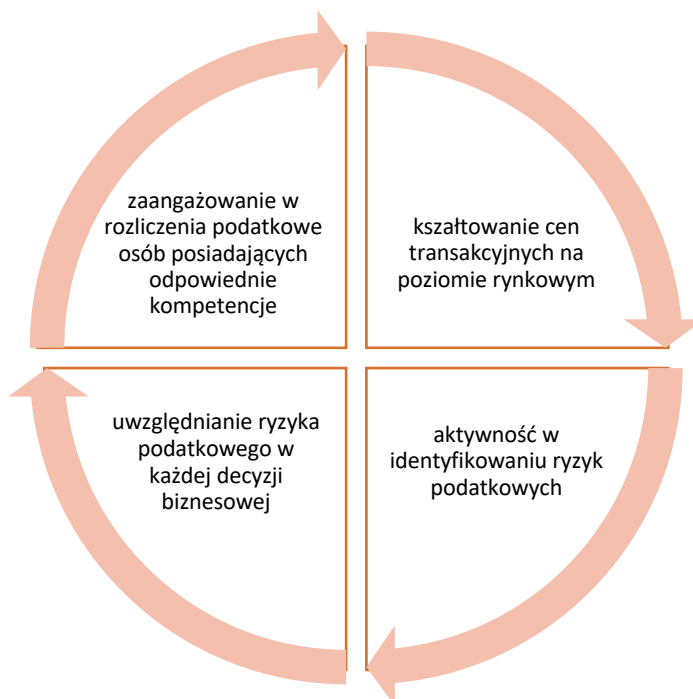 zaangażowanie w
rozliczenia podatkowe
osób posiadających
odpowiednie
kompetencje
kszałtowanie cen
transakcyjnych na
poziomie rynkowym
uwzględnianie ryzyka
podatkowego w
każdej decyzji
biznesowej
aktywność w
identyfikowaniu ryzyk
podatkowych